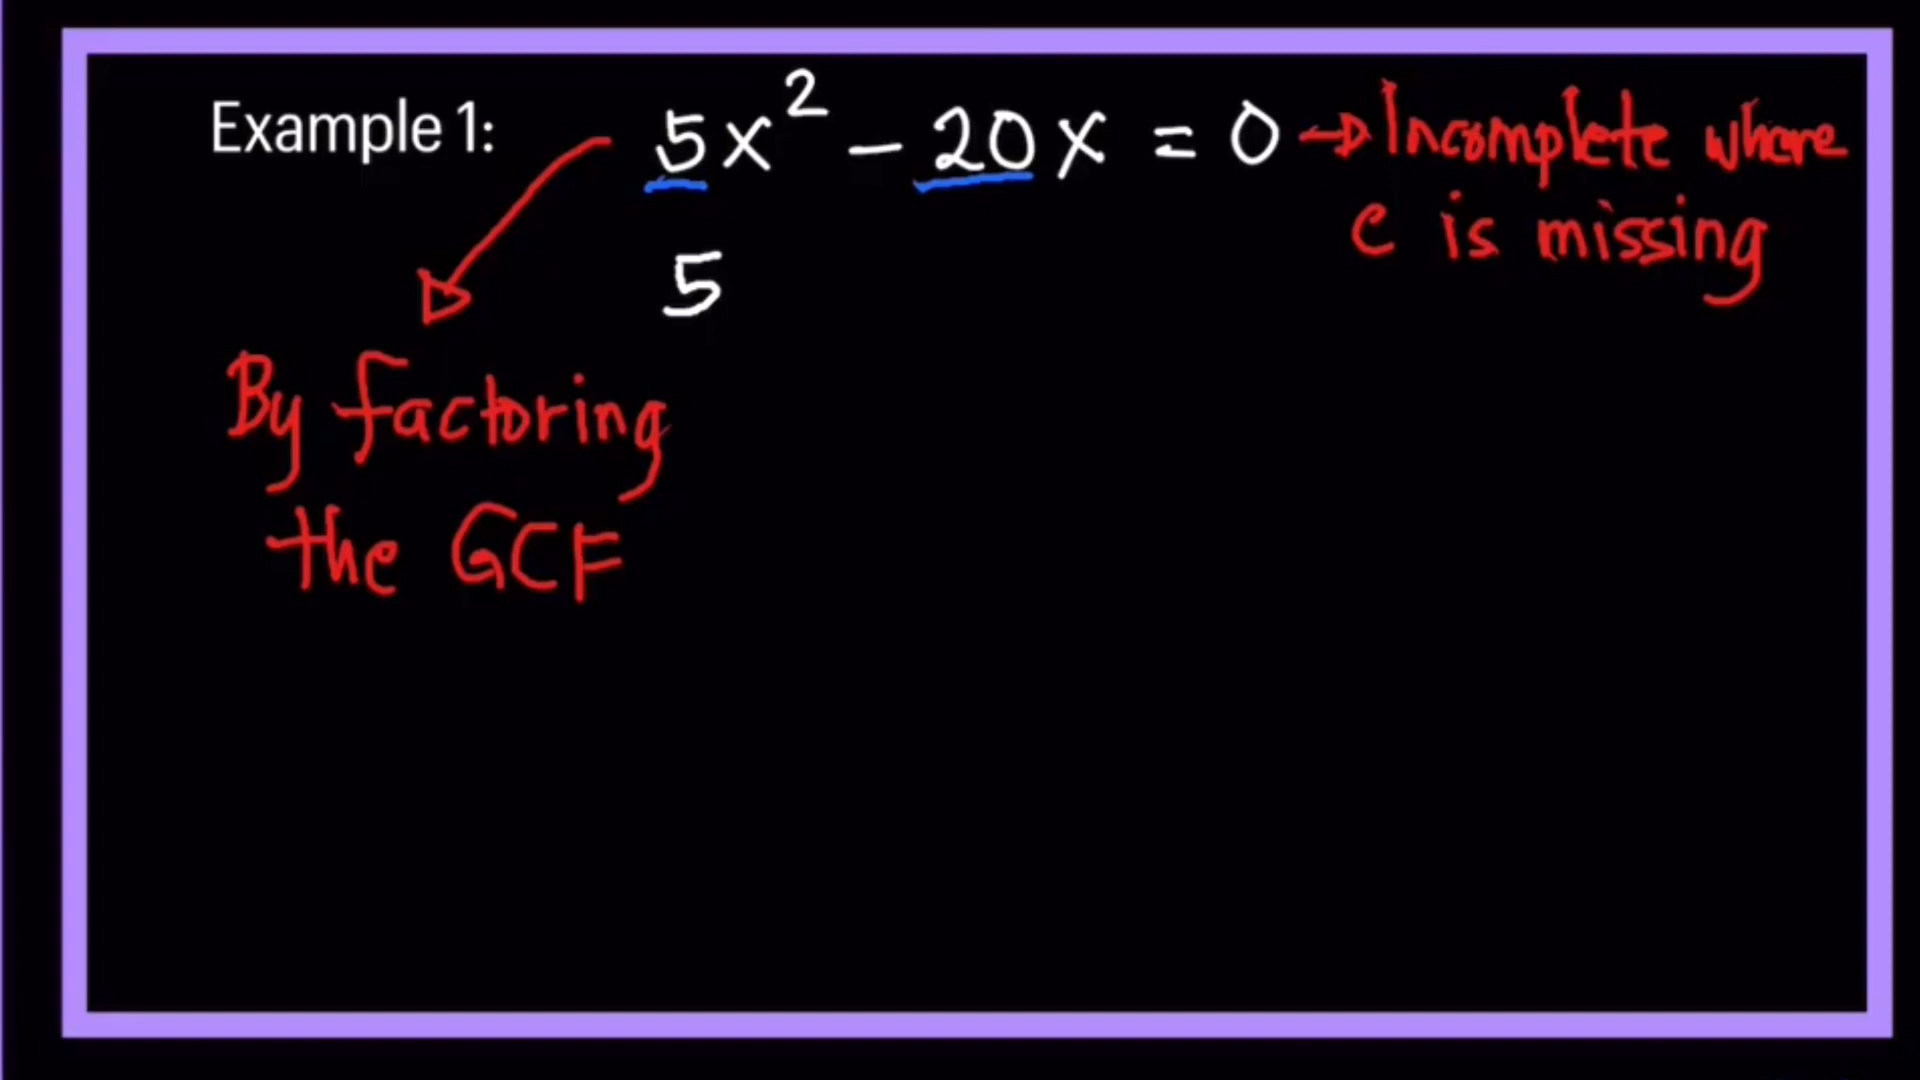 Example 1: 5x² - 20x = 0 → Incomplete where
c is missing
5
By factoring
the GCF